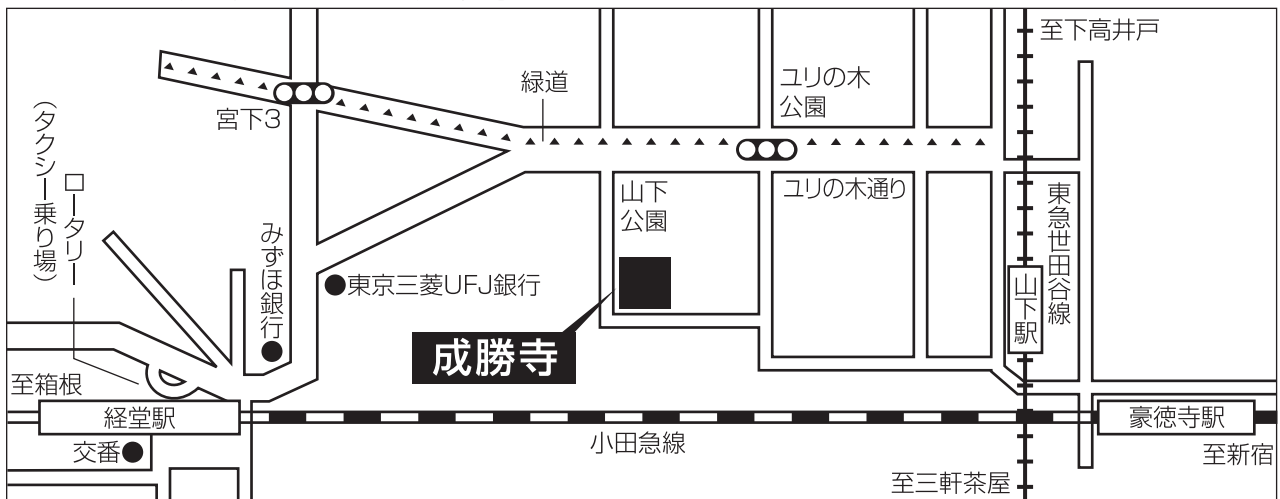 至下高井戸
緑道
ユリの木
公園
宮下3
(タクシー乗り場)
ロータリー
山下
公園
ユリの木通り
東急世田谷線
みずほ銀行
東京三菱UFJ銀行
山下駅
成勝寺
至箱根
経堂駅
豪徳寺駅
交番
小田急線
至新宿
至三軒茶屋